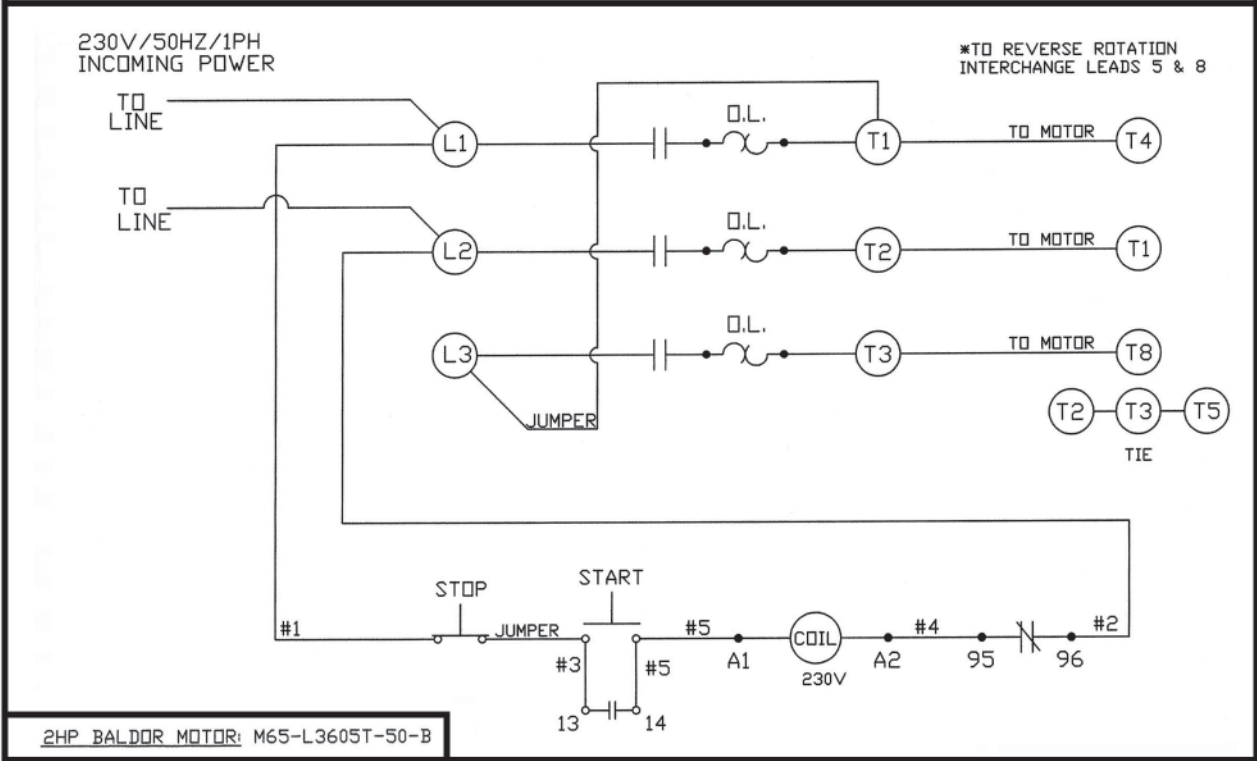 230V/50HZ/1PH
INCOMING POWER
*TO REVERSE ROTATION
INTERCHANGE LEADS 5 & 8
TO
LINE
L1
O.L.
T1
TO MOTOR
T4
TO
LINE
L2
O.L.
T2
TO MOTOR
T1
L3
O.L.
T3
TO MOTOR
T8
JUMPER
T2
T3
T5
TIE
STOP
START
#1
JUMPER
#3
#5
#5
13
14
A1
COIL
230V
A2
#4
95
96
#2
2HP BALDOR MOTOR: M65-L3605T-50-B